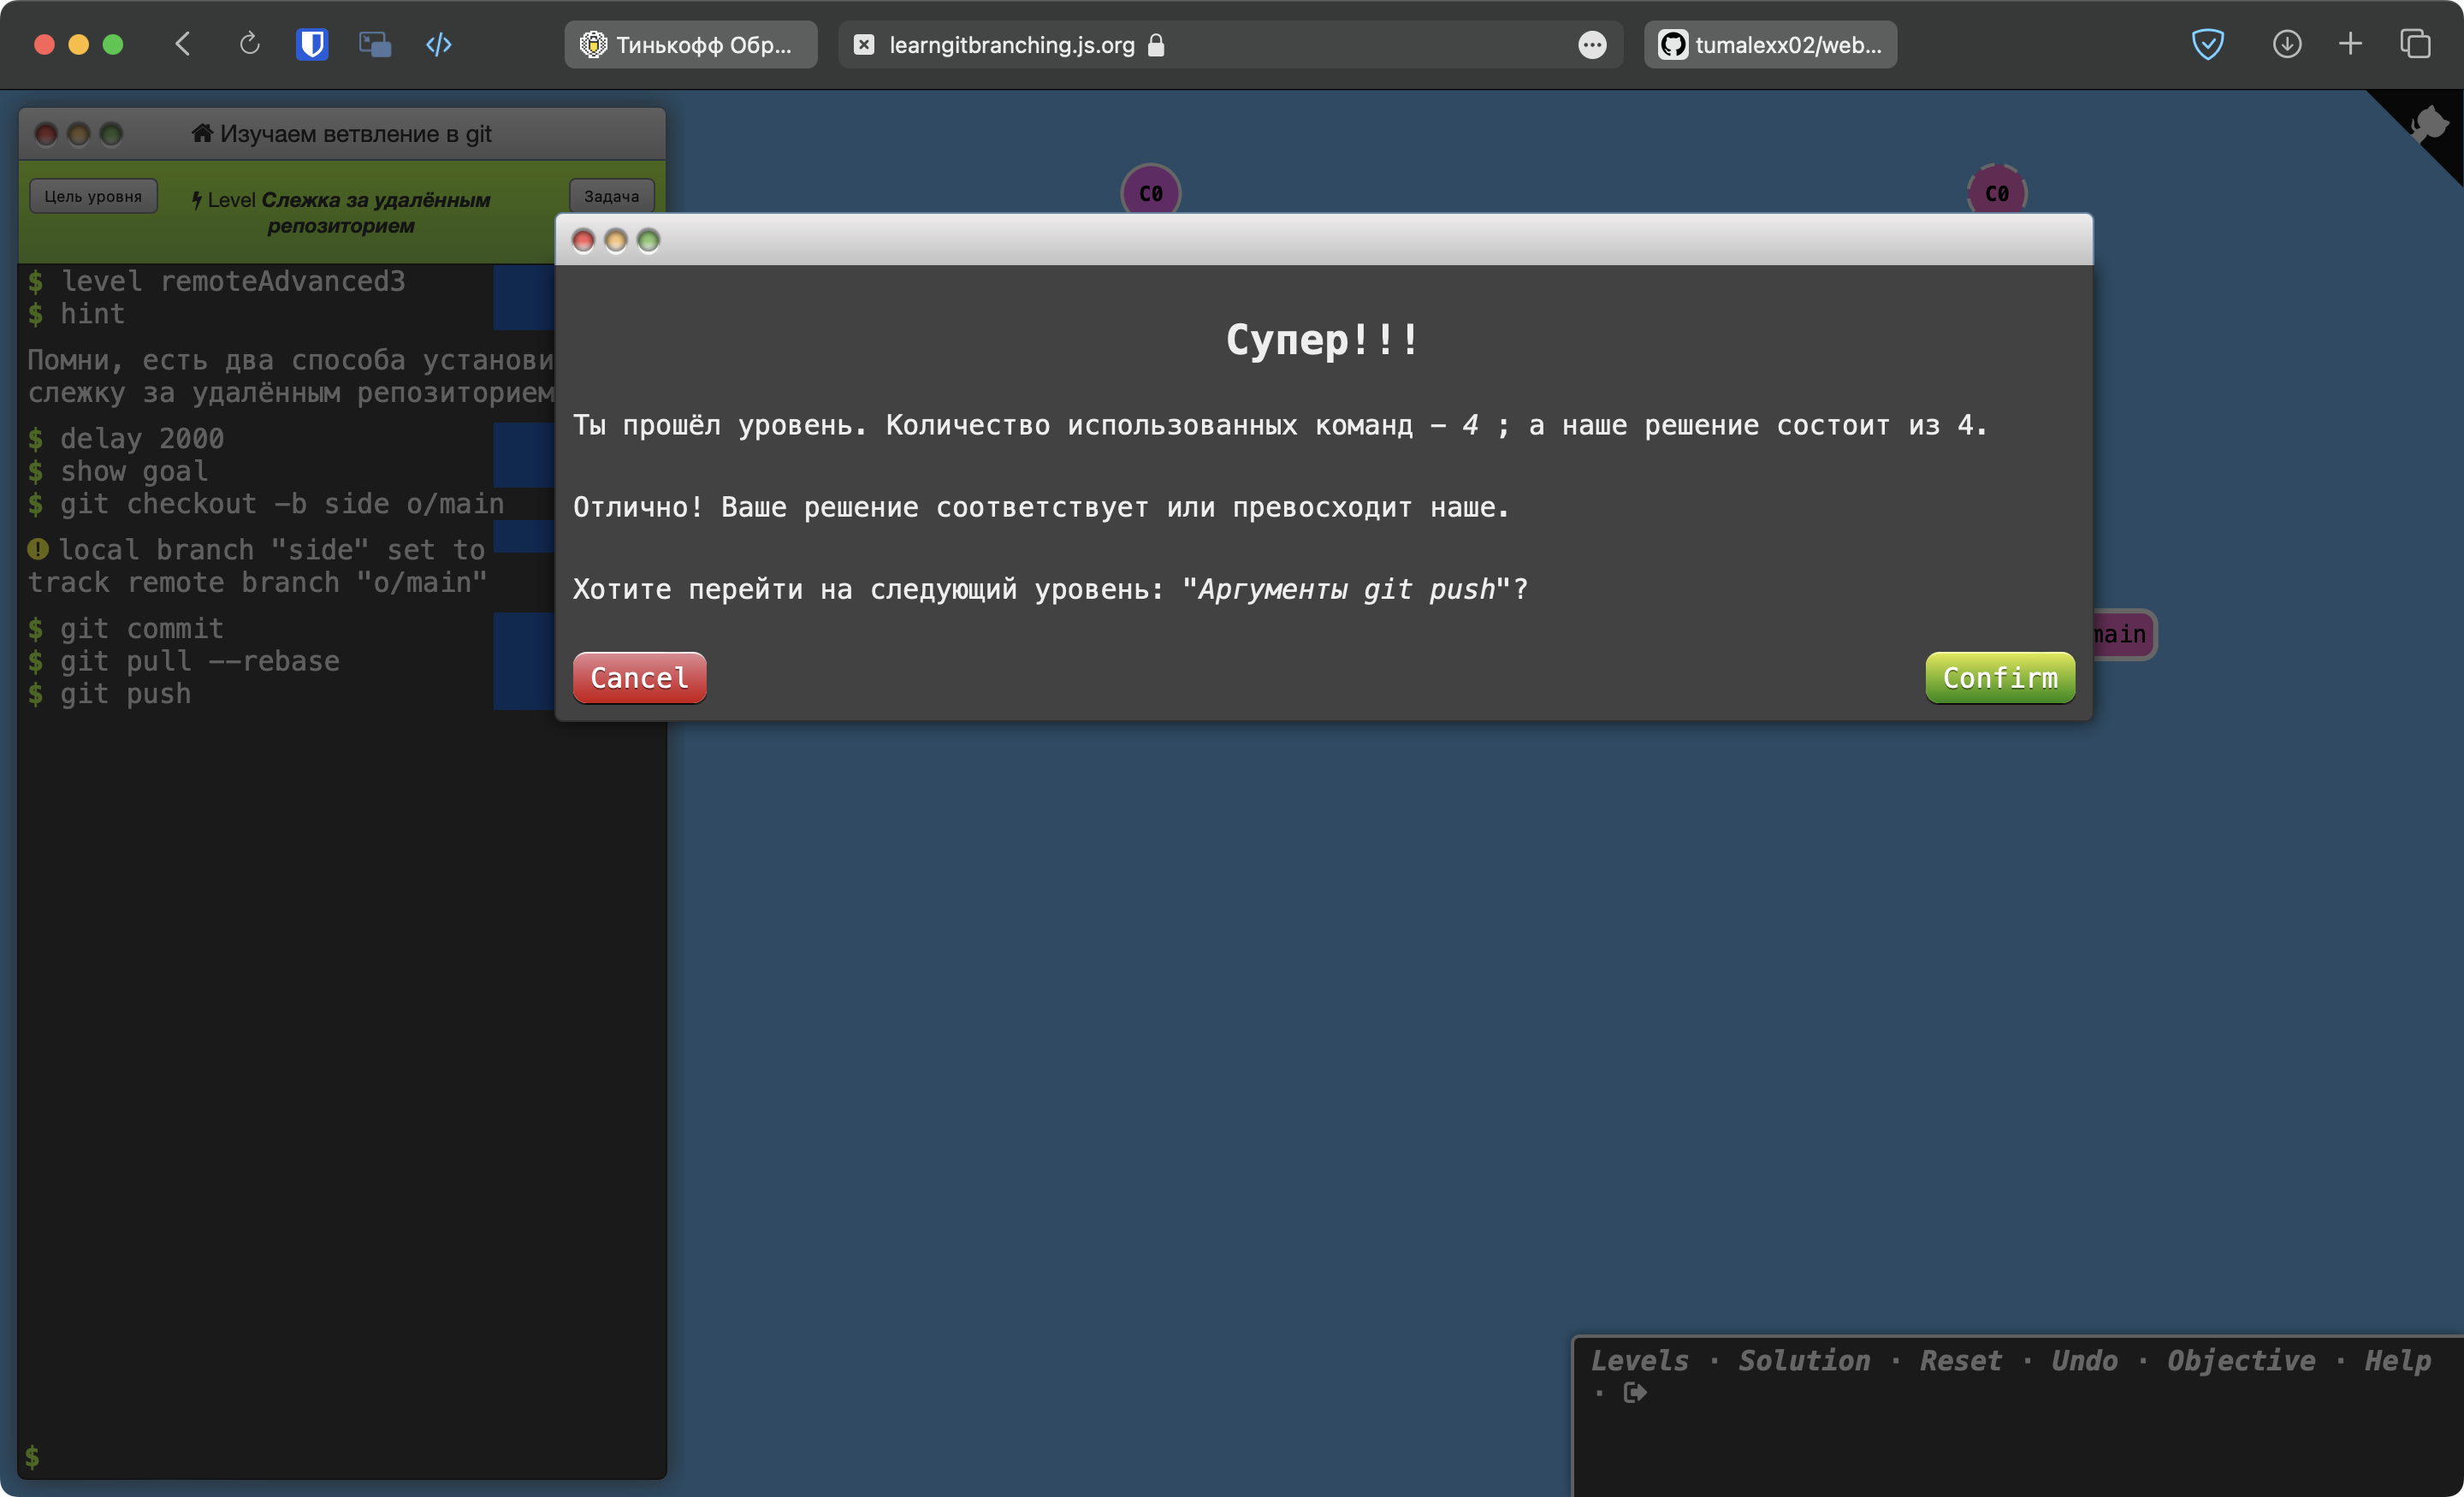 Тинькофф Обр...
learngitbranching.js.org
tumalexx02/web...
Изучаем ветвление в git
Цель уровня
Level Слежка за удалённым
репозиторием
Задача
C0
C0
$ level remoteAdvanced3
$ hint
Помни, есть два способа установи
слежку за удалённым репозиторием
$ delay 2000
$ show goal
$ git checkout -b side o/main
local branch "side" set to
track remote branch "o/main"
$ git commit
$ git pull --rebase
$ git push
$
Супер!!!
Ты прошёл уровень. Количество использованных команд – 4 ; а наше решение состоит из 4.
Отлично! Ваше решение соответствует или превосходит наше.
Хотите перейти на следующий уровень: "Аргументы git push"?
Cancel
Confirm
main
Levels · Solution · Reset · Undo · Objective · Help
·